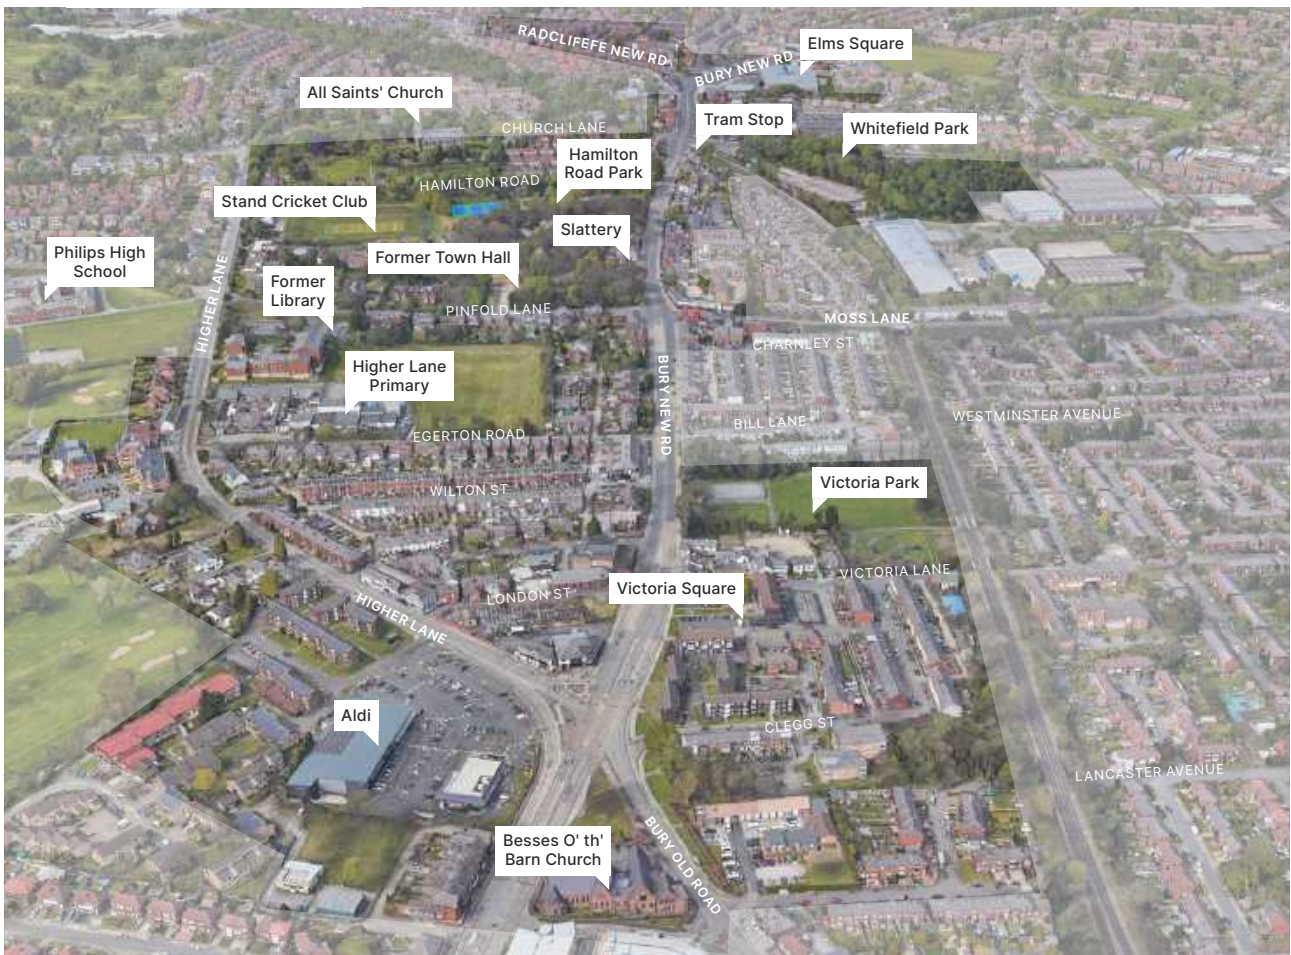 RADCLIFEFE NEW RD
BURY NEW RD
Elms Square
All Saints' Church
CHURCH LANE
Tram Stop
Whitefield Park
Hamilton
Road Park
HAMILTON ROAD
Stand Cricket Club
Slattery
Former Town Hall
Philips High
School
Former
Library
HIGHER LANE
PINFOLD LANE
MOSS LANE
CHARNLEY ST
Higher Lane
Primary
BURY NEW RD
BILL LANE
WESTMINSTER AVENUE
EGERTON ROAD
WILTON ST
Victoria Park
VICTORIA LANE
Victoria Square
LONDON ST
HIGHER LANE
Aldi
CLEGG ST
LANCASTER AVENUE
Besses O' th'
Barn Church
BURY OLD ROAD